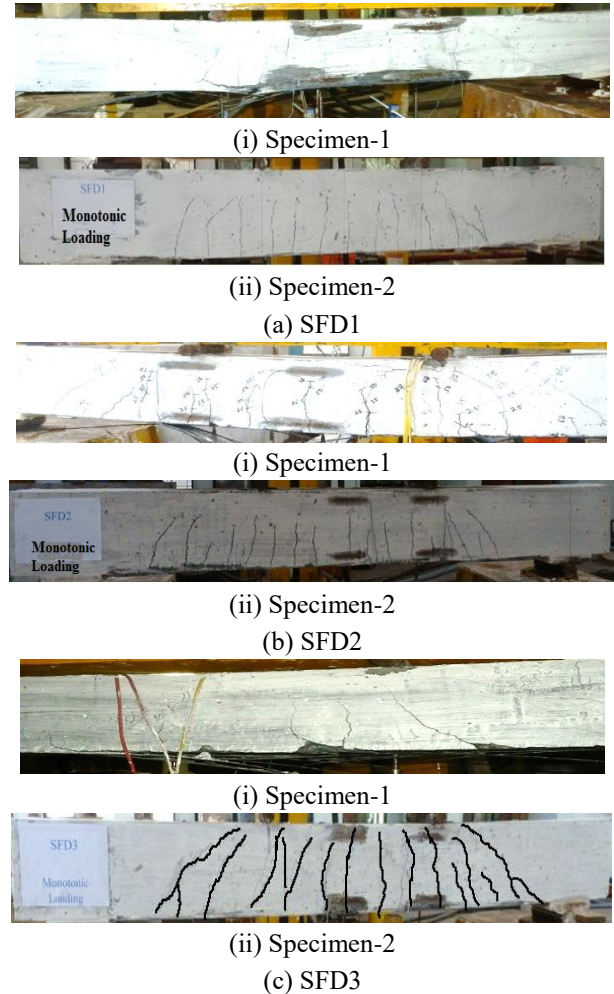 (i) Specimen-1
SFD1
Monotonic
Loading
(ii) Specimen-2
(a) SFD1
(i) Specimen-1
SFD2
Monotonic
Loading
(ii) Specimen-2
(b) SFD2
(i) Specimen-1
SFD3
Monotonic
Loading
(ii) Specimen-2
(c) SFD3